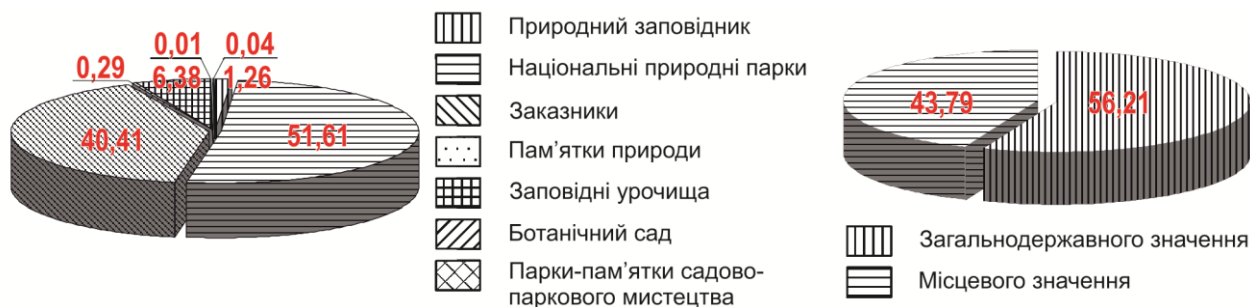 0,01
0,04
0,29
6,38
1,26
40,41
51,61
Природний заповідник
Національні природні парки
Заказники
Пам’ятки природи
Заповідні урочища
Ботанічний сад
Парки-пам’ятки садово-
паркового мистецтва
43,79
56,21
Загальнодержавного значення
Місцевого значення